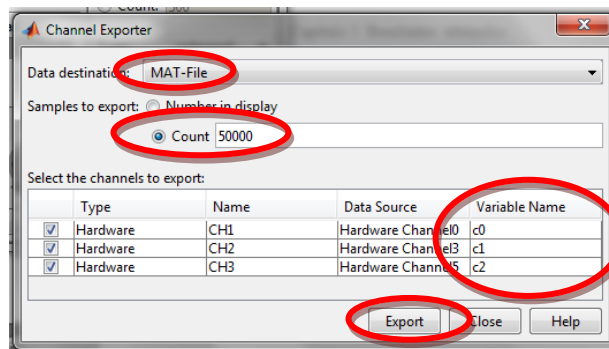 Count: 500
Channel Exporter
Data destination: MAT-File
Samples to export: Number in display
Count 50000
Select the channels to export:
Type Name Data Source Variable Name
Hardware CH1 Hardware Channel0 c0
Hardware CH2 Hardware Channel3 c1
Hardware CH3 Hardware Channel5 c2
Export Close Help